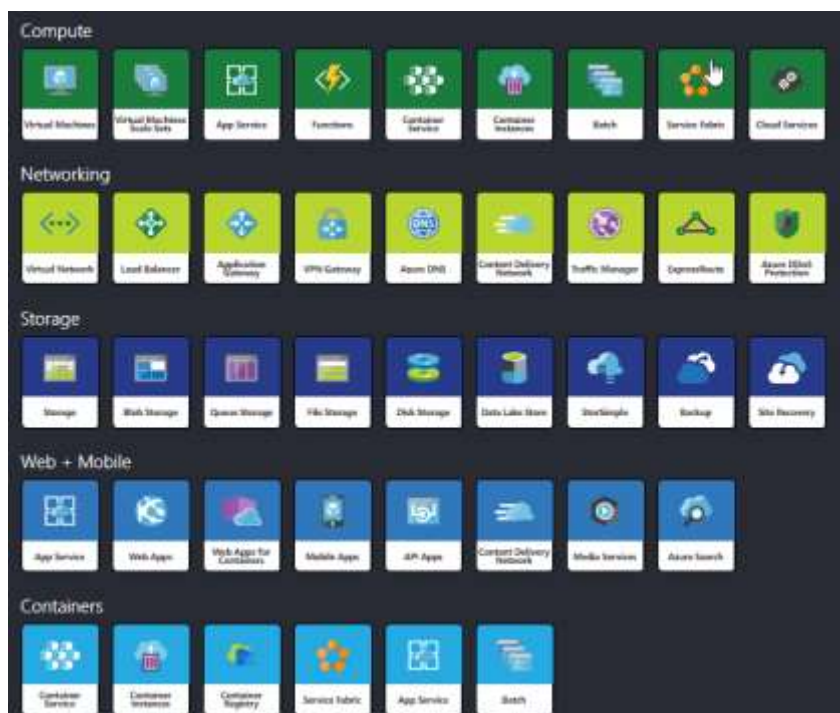 Compute
Virtual Machines
Virtual Machines
Scale Sets
App Service
Functions
Container
Service
Container
Instances
Batch
Service Fabric
Cloud Services
Networking
Virtual Network
Load Balancer
Application
Gateway
VPN Gateway
Azure DNS
DNS
Content Delivery
Network
Traffic Manager
ExpressRoute
Azure DDoS
Protection
Storage
Storage
Blob Storage
Queue Storage
File Storage
Disk Storage
Data Lake Store
StorSimple
Backup
Site Recovery
Web + Mobile
App Service
Web Apps
Web Apps for
Containers
Mobile Apps
API Apps
Content Delivery
Network
Media Services
Azure Search
Containers
Container
Service
Container
Instances
Container
Registry
Service Fabric
App Service
Batch